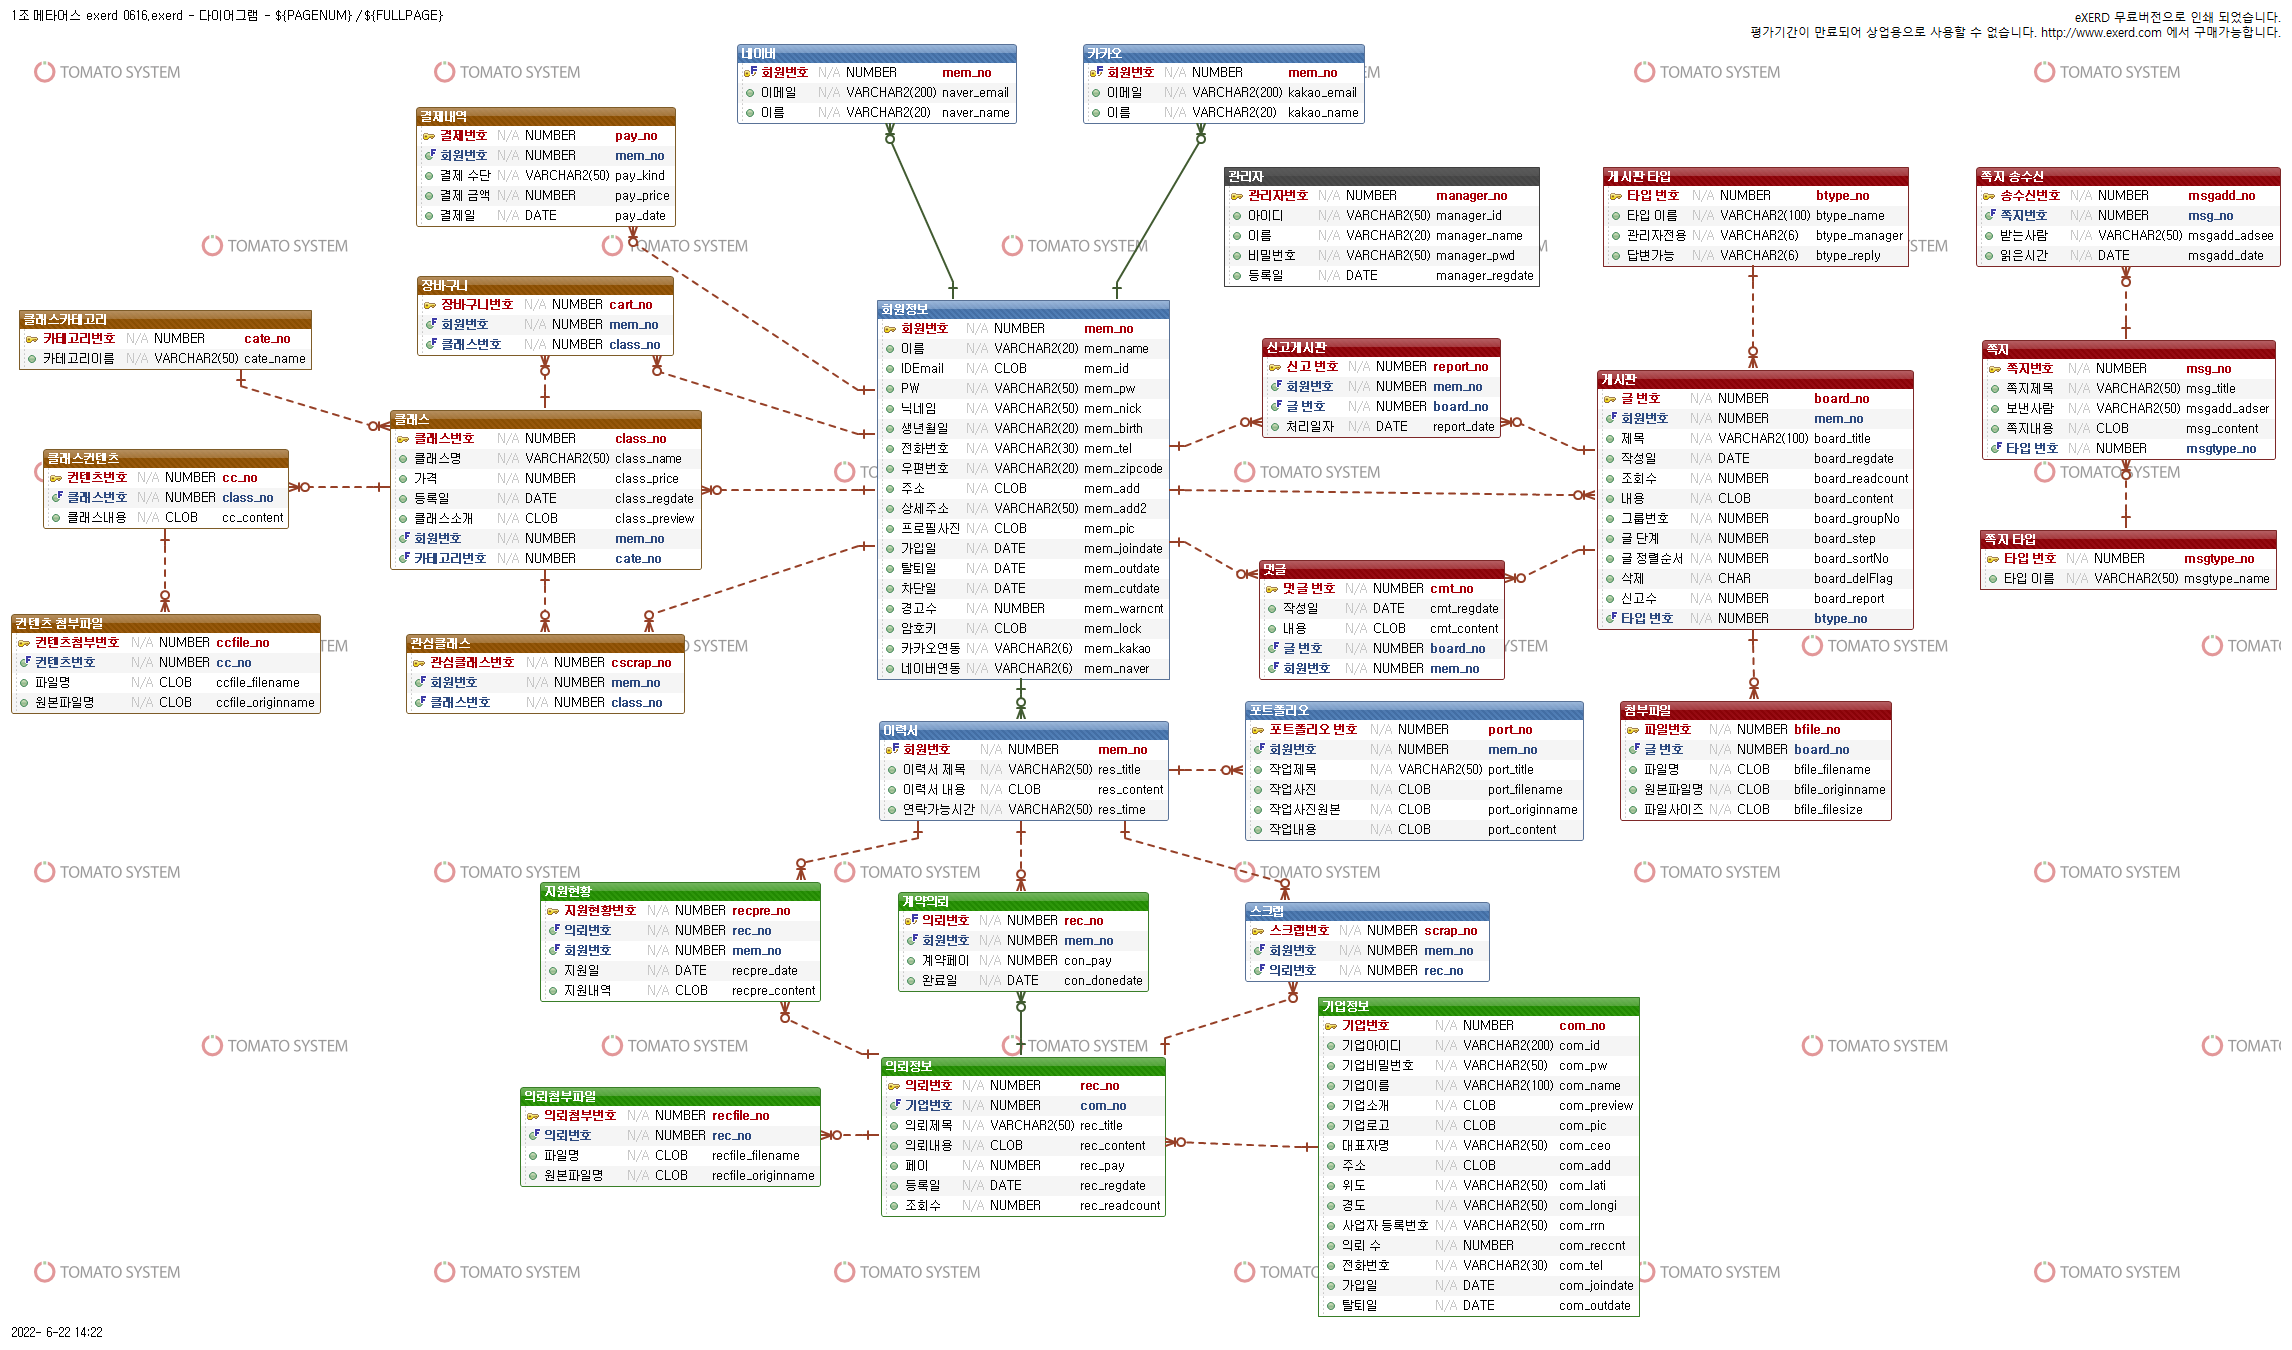 1조 메타머스 exerd 0616.exerd - 다이어그램 - ${PAGENUM} / ${FULLPAGE}
eXERD 무료버전으로 인쇄 되었습니다.
평가기간이 만료되어 상업용으로 사용할 수 없습니다. http://www.exerd.com 에서 구매가능합니다.
TOMATO SYSTEM
네이버
회원번호 N/A NUMBER mem_no
이메일 N/A VARCHAR2(200) naver_email
이름 N/A VARCHAR2(20) naver_name
카카오
회원번호 N/A NUMBER mem_no
이메일 N/A VARCHAR2(200) kakao_email
이름 N/A VARCHAR2(20) kakao_name
결제내역
결제번호 N/A NUMBER pay_no
회원번호 N/A NUMBER mem_no
결제 수단 N/A VARCHAR2(50) pay_kind
결제 금액 N/A NUMBER pay_price
결제일 N/A DATE pay_date
관리자
관리자번호 N/A NUMBER manager_no
아이디 N/A VARCHAR2(50) manager_id
이름 N/A VARCHAR2(20) manager_name
비밀번호 N/A VARCHAR2(50) manager_pwd
등록일 N/A DATE manager_regdate
게시판 타입
타입 번호 N/A NUMBER btype_no
타입 이름 N/A VARCHAR2(100) btype_name
관리자전용 N/A VARCHAR2(6) btype_manager
답변가능 N/A VARCHAR2(6) btype_reply
쪽지 송수신
송수신번호 N/A NUMBER msgadd_no
쪽지번호 N/A NUMBER msg_no
받는사람 N/A VARCHAR2(50) msgadd_adsee
읽은시간 N/A DATE msgadd_date
장바구니
장바구니번호 N/A NUMBER cart_no
회원번호 N/A NUMBER mem_no
클래스번호 N/A NUMBER class_no
클래스카테고리
카테고리번호 N/A NUMBER cate_no
카테고리이름 N/A VARCHAR2(50) cate_name
회원정보
회원번호 N/A NUMBER mem_no
이름 N/A VARCHAR2(20) mem_name
IDEmail N/A CLOB mem_id
PW N/A VARCHAR2(50) mem_pw
닉네임 N/A VARCHAR2(50) mem_nick
생년월일 N/A VARCHAR2(20) mem_birth
전화번호 N/A VARCHAR2(30) mem_tel
우편번호 N/A VARCHAR2(20) mem_zipcode
주소 N/A CLOB mem_add
상세주소 N/A VARCHAR2(50) mem_add2
프로필사진 N/A CLOB mem_pic
가입일 N/A DATE mem_joindate
탈퇴일 N/A DATE mem_outdate
차단일 N/A DATE mem_cutdate
경고수 N/A NUMBER mem_warncnt
암호키 N/A CLOB mem_lock
카카오연동 N/A VARCHAR2(6) mem_kakao
네이버연동 N/A VARCHAR2(6) mem_naver
신고게시판
신고 번호 N/A NUMBER report_no
회원번호 N/A NUMBER mem_no
글 번호 N/A NUMBER board_no
처리일자 N/A DATE report_date
게시판
글 번호 N/A NUMBER board_no
회원번호 N/A NUMBER mem_no
제목 N/A VARCHAR2(100) board_title
작성일 N/A DATE board_regdate
조회수 N/A NUMBER board_readcount
내용 N/A CLOB board_content
그룹번호 N/A NUMBER board_groupNo
글 단계 N/A NUMBER board_step
글 정렬순서 N/A NUMBER board_sortNo
삭제 N/A CHAR board_delFlag
신고수 N/A NUMBER board_report
타입 번호 N/A NUMBER btype_no
쪽지
쪽지번호 N/A NUMBER msg_no
쪽지제목 N/A VARCHAR2(50) msg_title
보낸사람 N/A VARCHAR2(50) msgadd_adser
쪽지내용 N/A CLOB msg_content
타입 번호 N/A NUMBER msgtype_no
클래스
클래스번호 N/A NUMBER class_no
클래스명 N/A VARCHAR2(50) class_name
가격 N/A NUMBER class_price
등록일 N/A DATE class_regdate
클래스소개 N/A CLOB class_preview
회원번호 N/A NUMBER mem_no
카테고리번호 N/A NUMBER cate_no
클래스컨텐츠
컨텐츠번호 N/A NUMBER cc_no
클래스번호 N/A NUMBER class_no
클래스내용 N/A CLOB cc_content
쪽지 타입
타입 번호 N/A NUMBER msgtype_no
타입 이름 N/A VARCHAR2(50) msgtype_name
댓글
댓글 번호 N/A NUMBER cmt_no
작성일 N/A DATE cmt_regdate
내용 N/A CLOB cmt_content
글 번호 N/A NUMBER board_no
회원번호 N/A NUMBER mem_no
컨텐츠 첨부파일
컨텐츠첨부번호 N/A NUMBER ccfile_no
컨텐츠번호 N/A NUMBER cc_no
파일명 N/A CLOB ccfile_filename
원본파일명 N/A CLOB ccfile_originname
관심클래스
관심클래스번호 N/A NUMBER cscrap_no
회원번호 N/A NUMBER mem_no
클래스번호 N/A NUMBER class_no
이력서
회원번호 N/A NUMBER mem_no
이력서 제목 N/A VARCHAR2(50) res_title
이력서 내용 N/A CLOB res_content
연락가능시간 N/A VARCHAR2(50) res_time
포트폴리오
포트폴리오 번호 N/A NUMBER port_no
회원번호 N/A NUMBER mem_no
작업제목 N/A VARCHAR2(50) port_title
작업사진 N/A CLOB port_filename
작업사진원본 N/A CLOB port_originname
작업내용 N/A CLOB port_content
첨부파일
파일번호 N/A NUMBER bfile_no
글 번호 N/A NUMBER board_no
파일명 N/A CLOB bfile_filename
원본파일명 N/A CLOB bfile_originname
파일사이즈 N/A CLOB bfile_filesize
지원현황
지원현황번호 N/A NUMBER recpre_no
의뢰번호 N/A NUMBER rec_no
회원번호 N/A NUMBER mem_no
지원일 N/A DATE recpre_date
지원내역 N/A CLOB recpre_content
계약의뢰
의뢰번호 N/A NUMBER rec_no
회원번호 N/A NUMBER mem_no
계약페이 N/A NUMBER con_pay
완료일 N/A DATE con_donedate
스크랩
스크랩번호 N/A NUMBER scrap_no
회원번호 N/A NUMBER mem_no
의뢰번호 N/A NUMBER rec_no
기업정보
기업번호 N/A NUMBER com_no
기업아이디 N/A VARCHAR2(200) com_id
기업비밀번호 N/A VARCHAR2(50) com_pw
기업이름 N/A VARCHAR2(100) com_name
기업소개 N/A CLOB com_preview
기업로고 N/A CLOB com_pic
대표자명 N/A VARCHAR2(50) com_ceo
주소 N/A CLOB com_add
위도 N/A VARCHAR2(50) com_lati
경도 N/A VARCHAR2(50) com_longi
사업자 등록번호 N/A VARCHAR2(50) com_rrn
의뢰 수 N/A NUMBER com_reccnt
전화번호 N/A VARCHAR2(30) com_tel
가입일 N/A DATE com_joindate
탈퇴일 N/A DATE com_outdate
의뢰정보
의뢰번호 N/A NUMBER rec_no
기업번호 N/A NUMBER com_no
의뢰제목 N/A VARCHAR2(50) rec_title
의뢰내용 N/A CLOB rec_content
페이 N/A NUMBER rec_pay
등록일 N/A DATE rec_regdate
조회수 N/A NUMBER rec_readcount
의뢰첨부파일
의뢰첨부번호 N/A NUMBER recfile_no
의뢰번호 N/A NUMBER rec_no
파일명 N/A CLOB recfile_filename
원본파일명 N/A CLOB recfile_originname
2022- 6-22 14:22